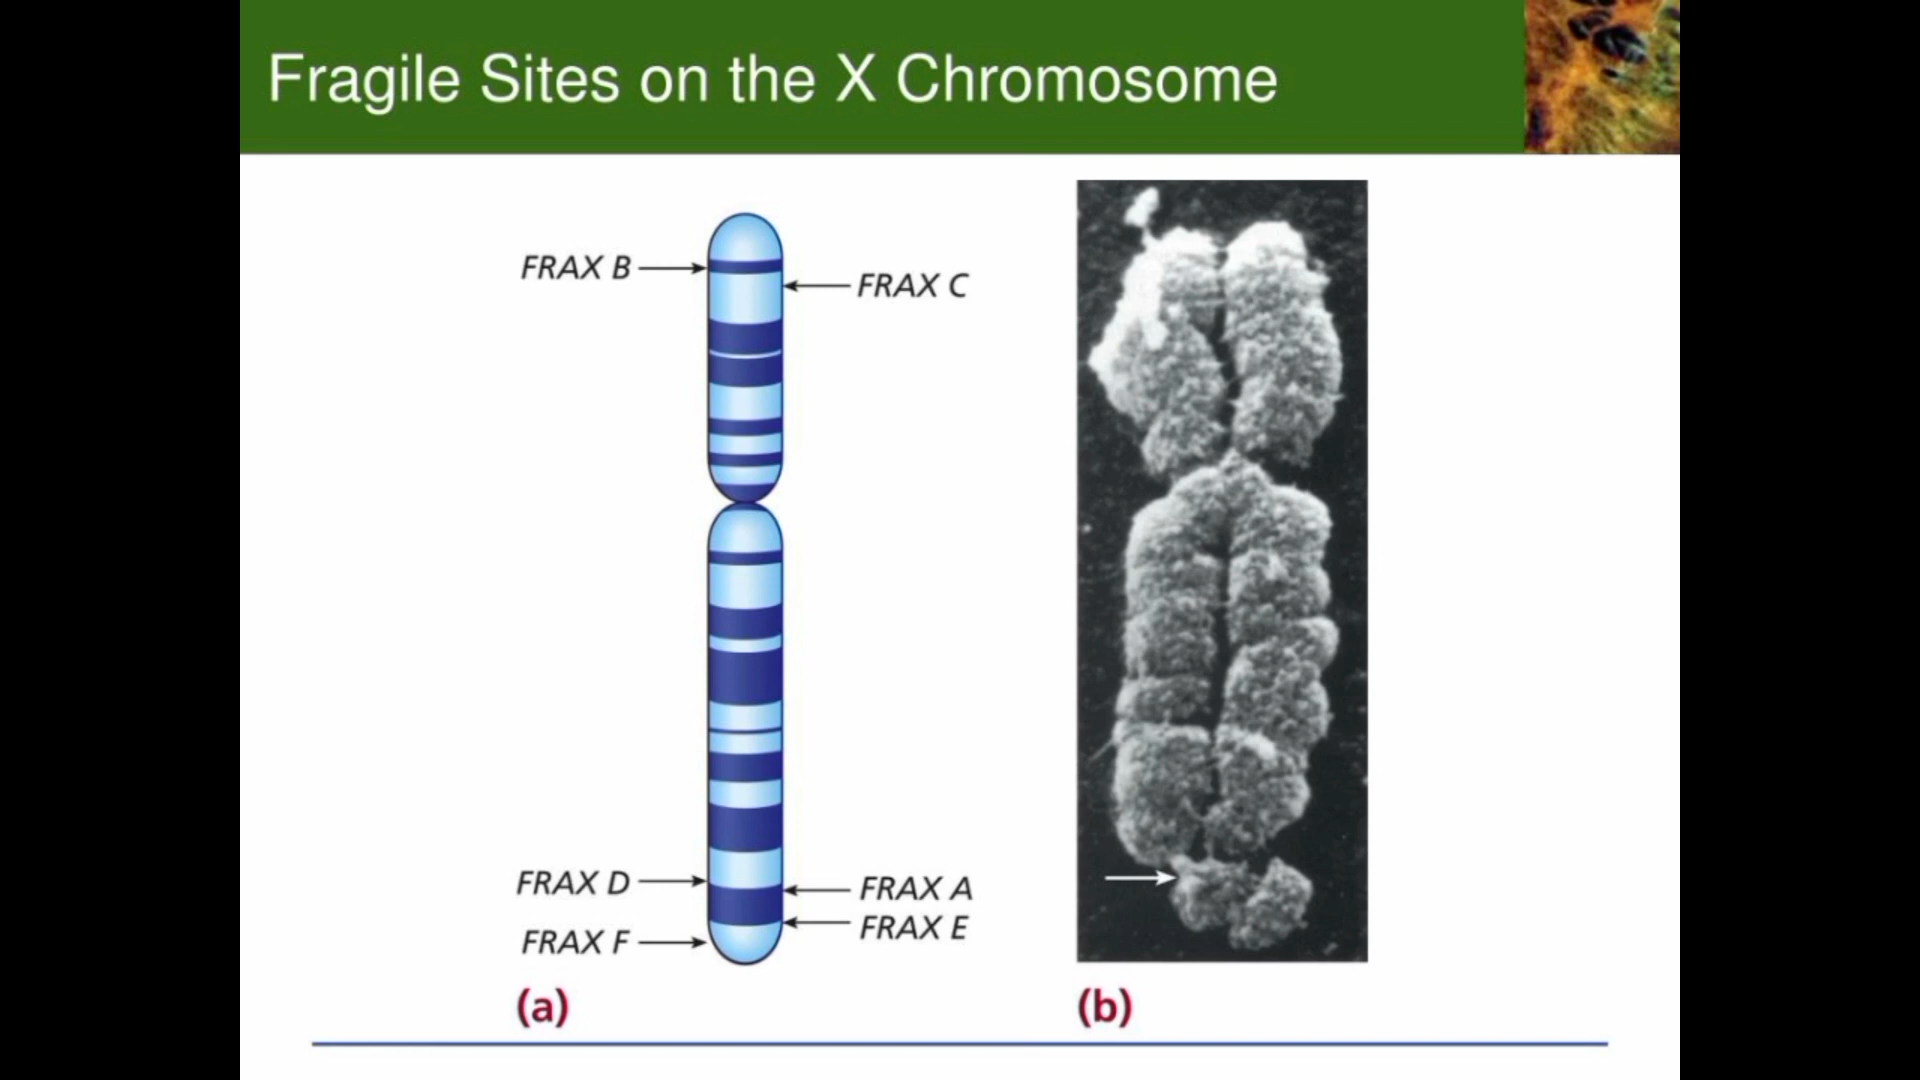 Fragile Sites on the X Chromosome
FRAX B
FRAX C
FRAX D
FRAX A
FRAX E
FRAX F
(a)
(b)